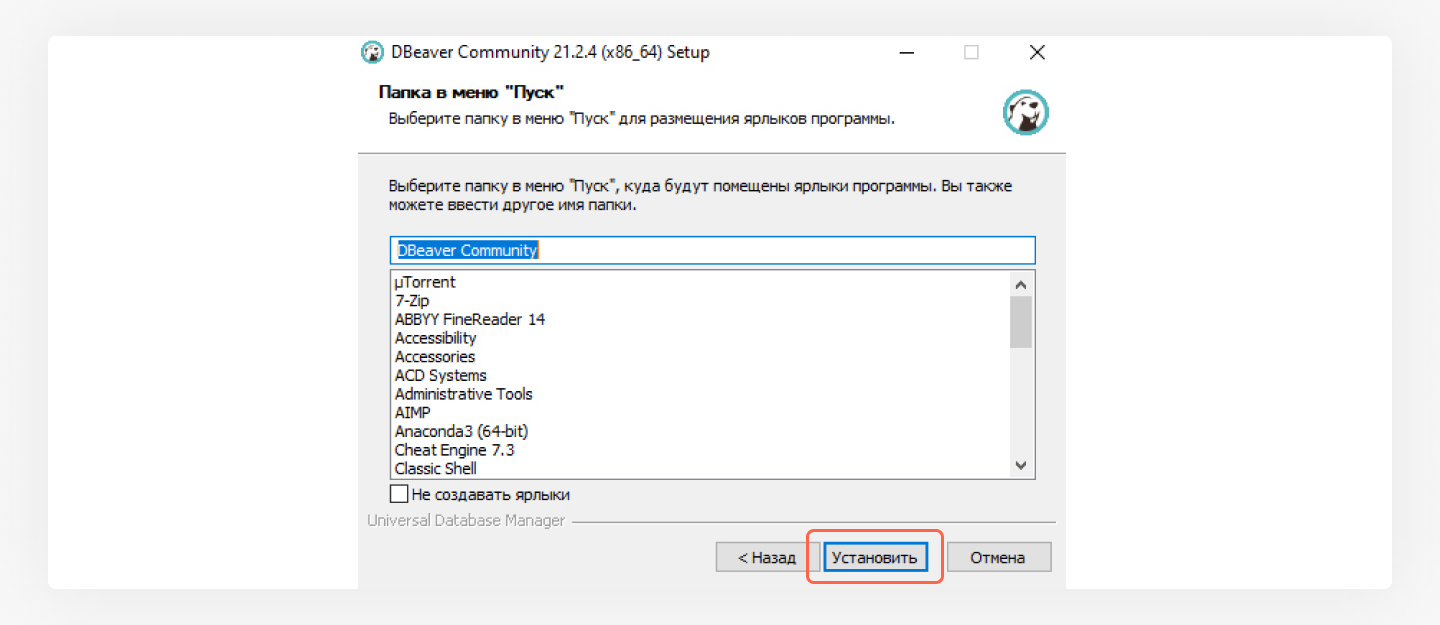 DBeaver Community 21.2.4 (x86_64) Setup
Папка в меню "Пуск"
Выберите папку в меню "Пуск" для размещения ярлыков программы.
Выберите папку в меню "Пуск", куда будут помещены ярлыки программы. Вы также
можете ввести другое имя папки.
DBeaver Community
µTorrent
7-Zip
ABBYY FineReader 14
Accessibility
Accessories
ACD Systems
Administrative Tools
AIMP
Anaconda3 (64-bit)
Cheat Engine 7.3
Classic Shell
Не создавать ярлыки
Universal Database Manager
< Назад Установить Отмена